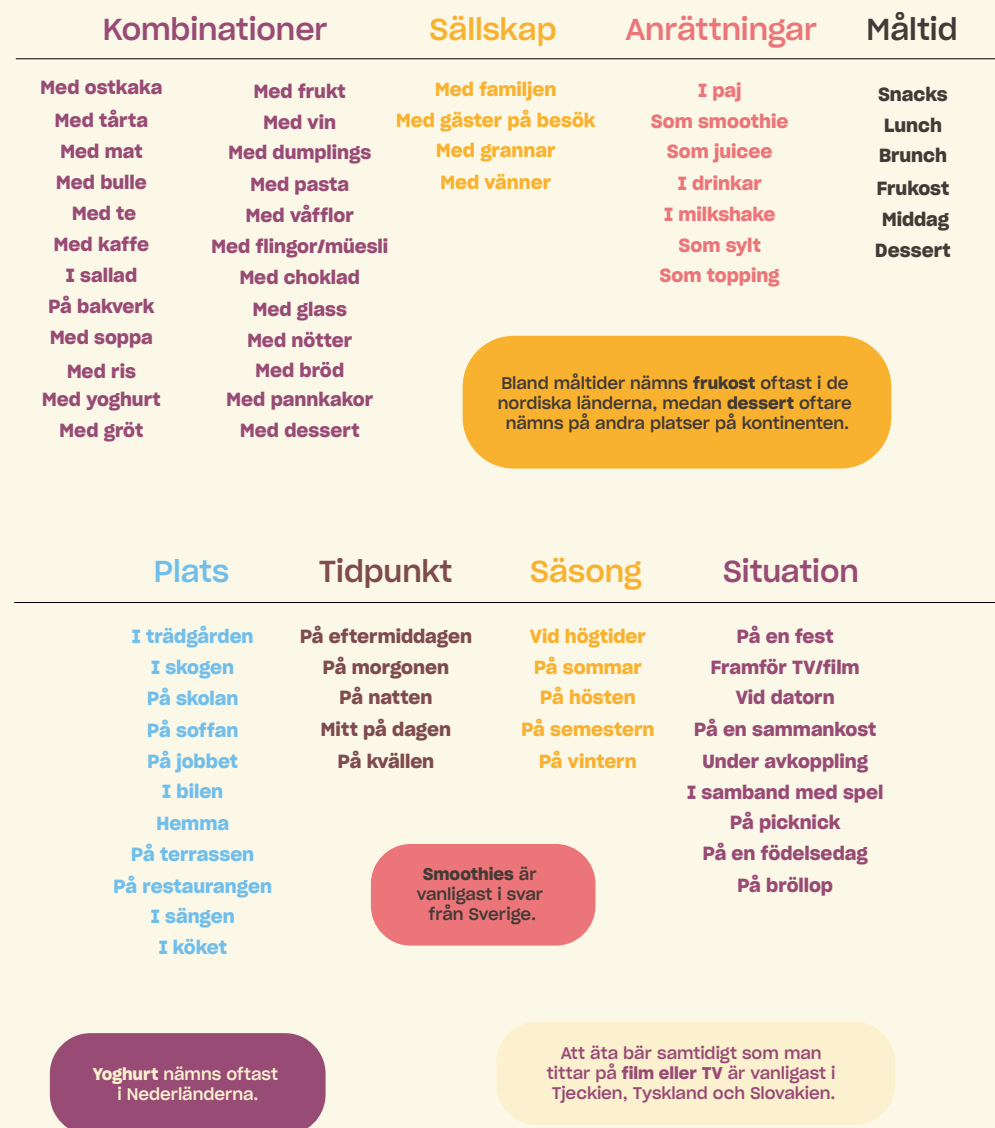 Kombinationer
Med ostkaka
Med tårta
Med mat
Med bulle
Med te
Med kaffe
I sallad
På bakverk
Med soppa
Med ris
Med yoghurt
Med gröt
Med frukt
Med vin
Med dumplings
Med pasta
Med våfflor
Med flingor/müesli
Med choklad
Med glass
Med nötter
Med bröd
Med pannkakor
Med dessert
Sällskap
Med familjen
Med gäster på besök
Med grannar
Med vänner
Anrättningar
I paj
Som smoothie
Som juicee
I drinkar
I milkshake
Som sylt
Som topping
Måltid
Snacks
Lunch
Brunch
Frukost
Middag
Dessert
Bland måltider nämns frukost oftast i de
nordiska länderna, medan dessert oftare
nämns på andra platser på kontinenten.
Plats
I trädgården
I skogen
På skolan
På soffan
På jobbet
I bilen
Hemma
På terrassen
På restaurangen
I sängen
I köket
Tidpunkt
På eftermiddagen
På morgonen
På natten
Mitt på dagen
På kvällen
Säsong
Vid högtider
På sommar
På hösten
På semestern
På vintern
Situation
På en fest
Framför TV/film
Vid datorn
På en sammankost
Under avkoppling
I samband med spel
På picknick
På en födelsedag
På bröllop
Smoothies är
vanligast i svar
från Sverige.
Yoghurt nämns oftast
i Nederländerna.
Att äta bär samtidigt som man
tittar på film eller TV är vanligast i
Tjeckien, Tyskland och Slovakien.